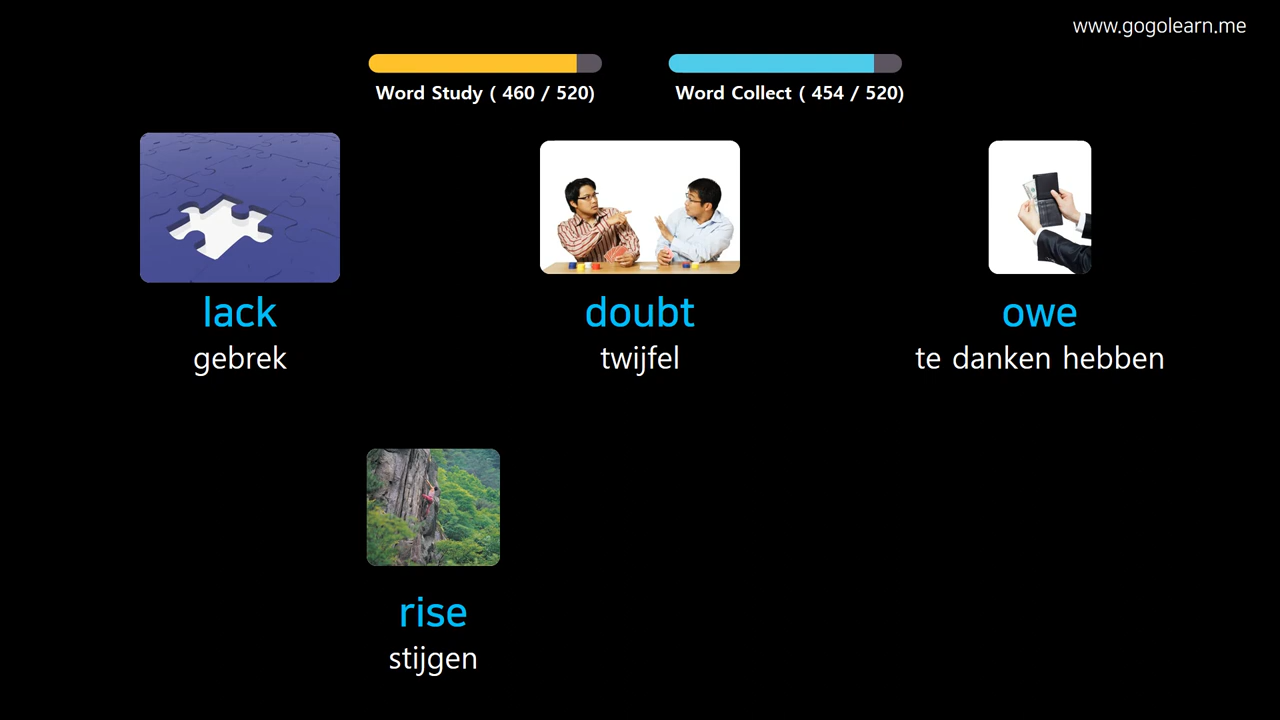 www.gogolearn.me
Word Study ( 460 / 520)
Word Collect ( 454 / 520)
lack
doubt
owe
gebrek
twijfel
te danken hebben
rise
stijgen